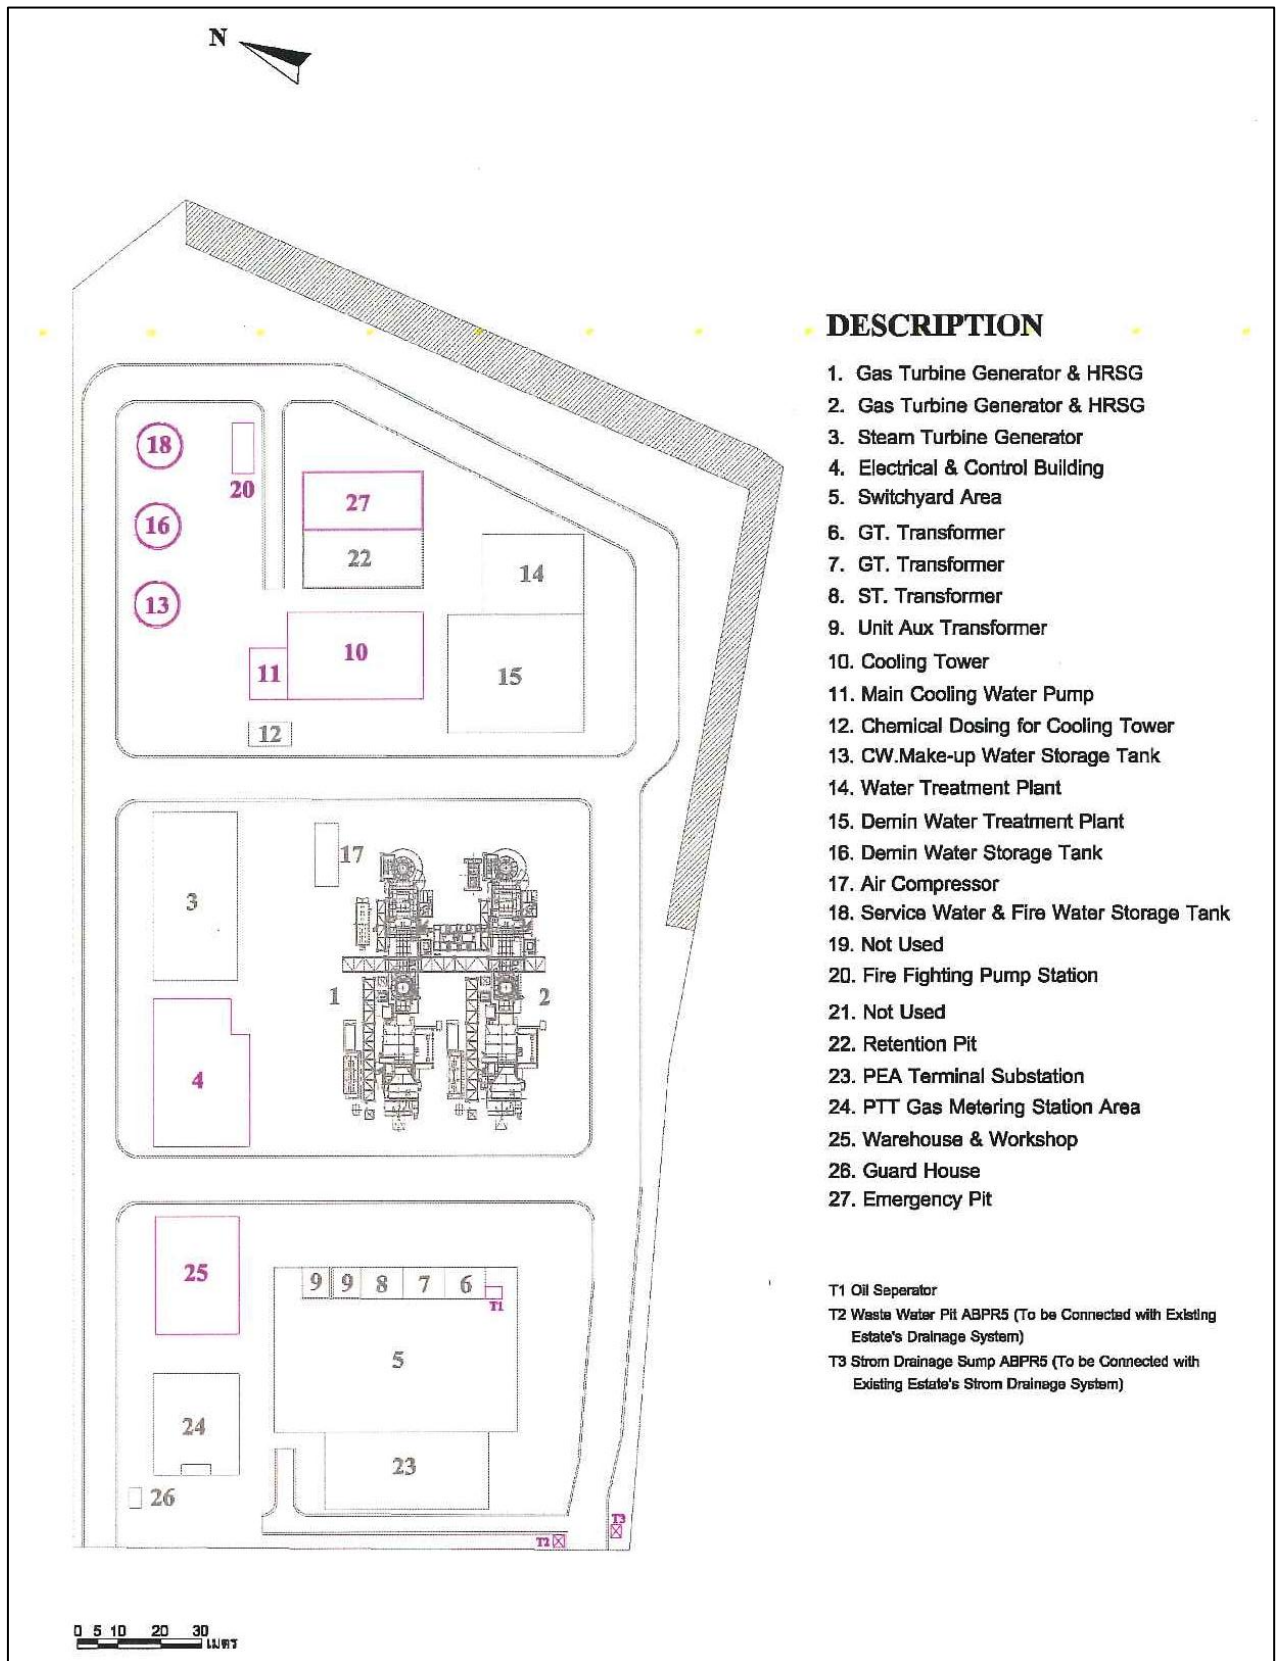 N
18
20
27
16
22
14
13
10
11
15
12
17
3
1
2
4
25
9 9 8 7 6
T1
5
24
23
26
T3
T2
0 5 10 20 30
เมตร
DESCRIPTION
1. Gas Turbine Generator & HRSG
2. Gas Turbine Generator & HRSG
3. Steam Turbine Generator
4. Electrical & Control Building
5. Switchyard Area
6. GT. Transformer
7. GT. Transformer
8. ST. Transformer
9. Unit Aux Transformer
10. Cooling Tower
11. Main Cooling Water Pump
12. Chemical Dosing for Cooling Tower
13. CW.Make-up Water Storage Tank
14. Water Treatment Plant
15. Demin Water Treatment Plant
16. Demin Water Storage Tank
17. Air Compressor
18. Service Water & Fire Water Storage Tank
19. Not Used
20. Fire Fighting Pump Station
21. Not Used
22. Retention Pit
23. PEA Terminal Substation
24. PTT Gas Metering Station Area
25. Warehouse & Workshop
26. Guard House
27. Emergency Pit
T1 Oil Seperator
T2 Waste Water Pit ABPR5 (To be Connected with Existing
Estate's Drainage System)
T3 Strom Drainage Sump ABPR5 (To be Connected with
Existing Estate's Strom Drainage System)